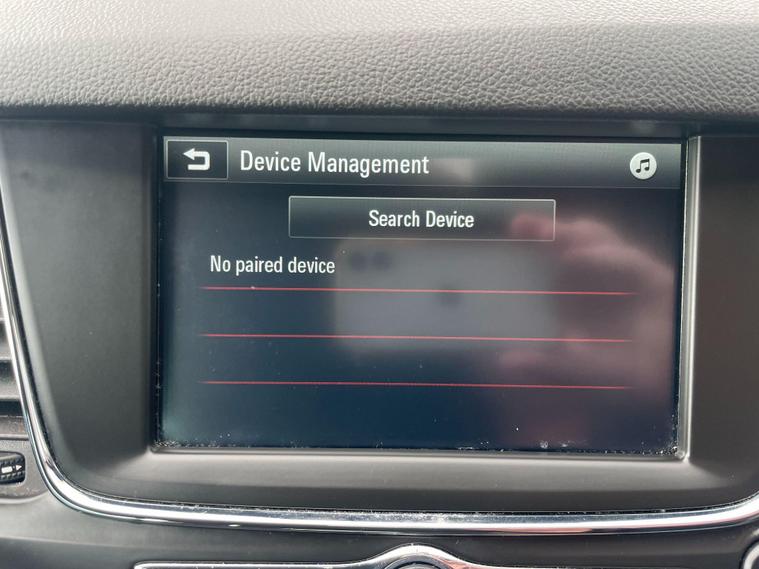 Device Management
Search Device
No paired device